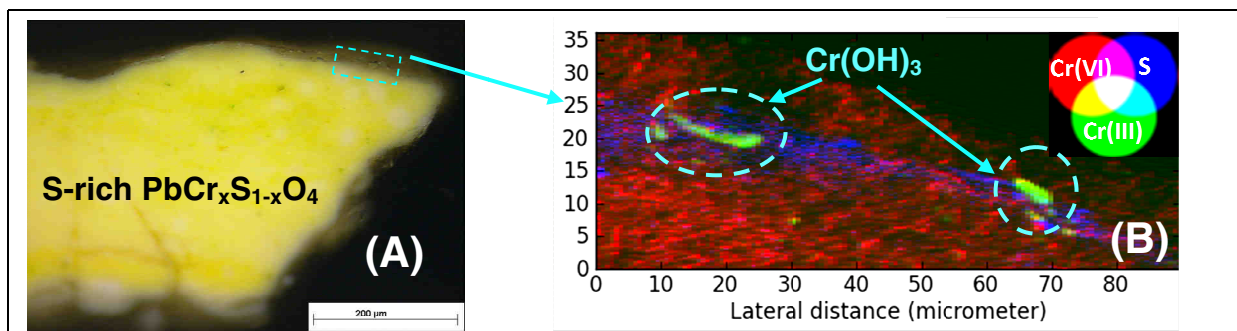 S-rich PbCrxS1-xO4
(A)
200 µm
35
30
25
20
15
10
5
0
0 10 20 30 40 50 60 70 80
Lateral distance (micrometer)
Cr(OH)3
Cr(VI) S
Cr(III)
(B)